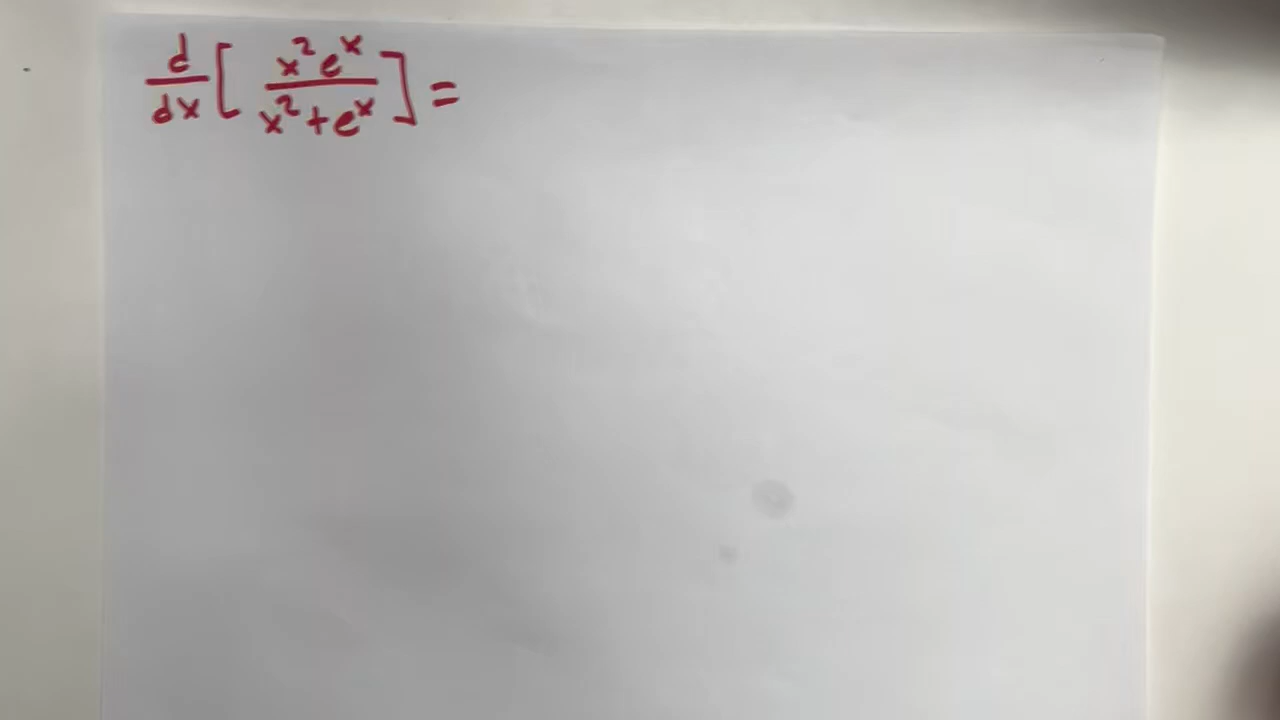 d/dx [ x²eˣ / x²+eˣ ] =